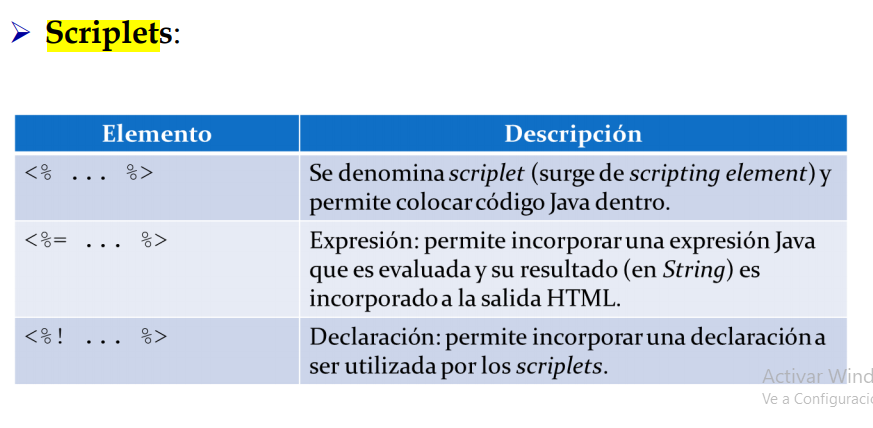 ➢ Scriplets:
Elemento Descripción
<% ... %> Se denomina scriplet (surge de scripting element) y
permite colocar código Java dentro.
<%= ... %> Expresión: permite incorporar una expresión Java
que es evaluada y su resultado (en String) es
incorporado a la salida HTML.
<%! ... %> Declaración: permite incorporar una declaración a
ser utilizada por los scriplets.
Activar Wind
Ve a Configuraci